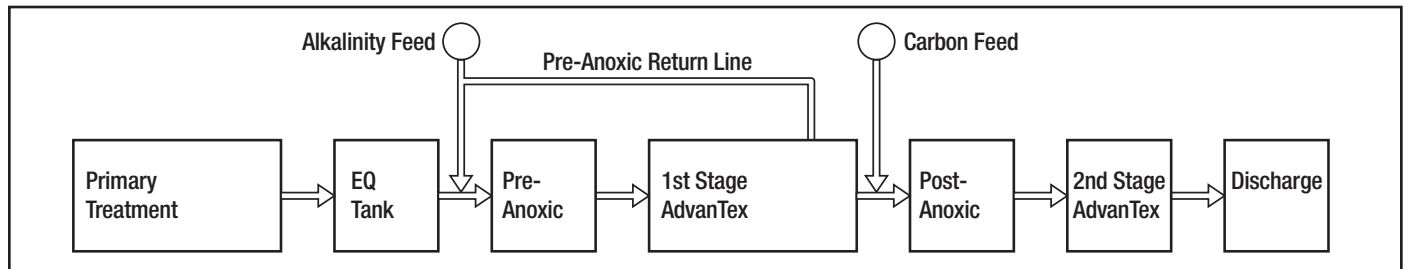 Alkalinity Feed
Carbon Feed
Pre-Anoxic Return Line
Primary
Treatment
EQ
Tank
Pre-
Anoxic
1st Stage
AdvanTex
Post-
Anoxic
2nd Stage
AdvanTex
Discharge